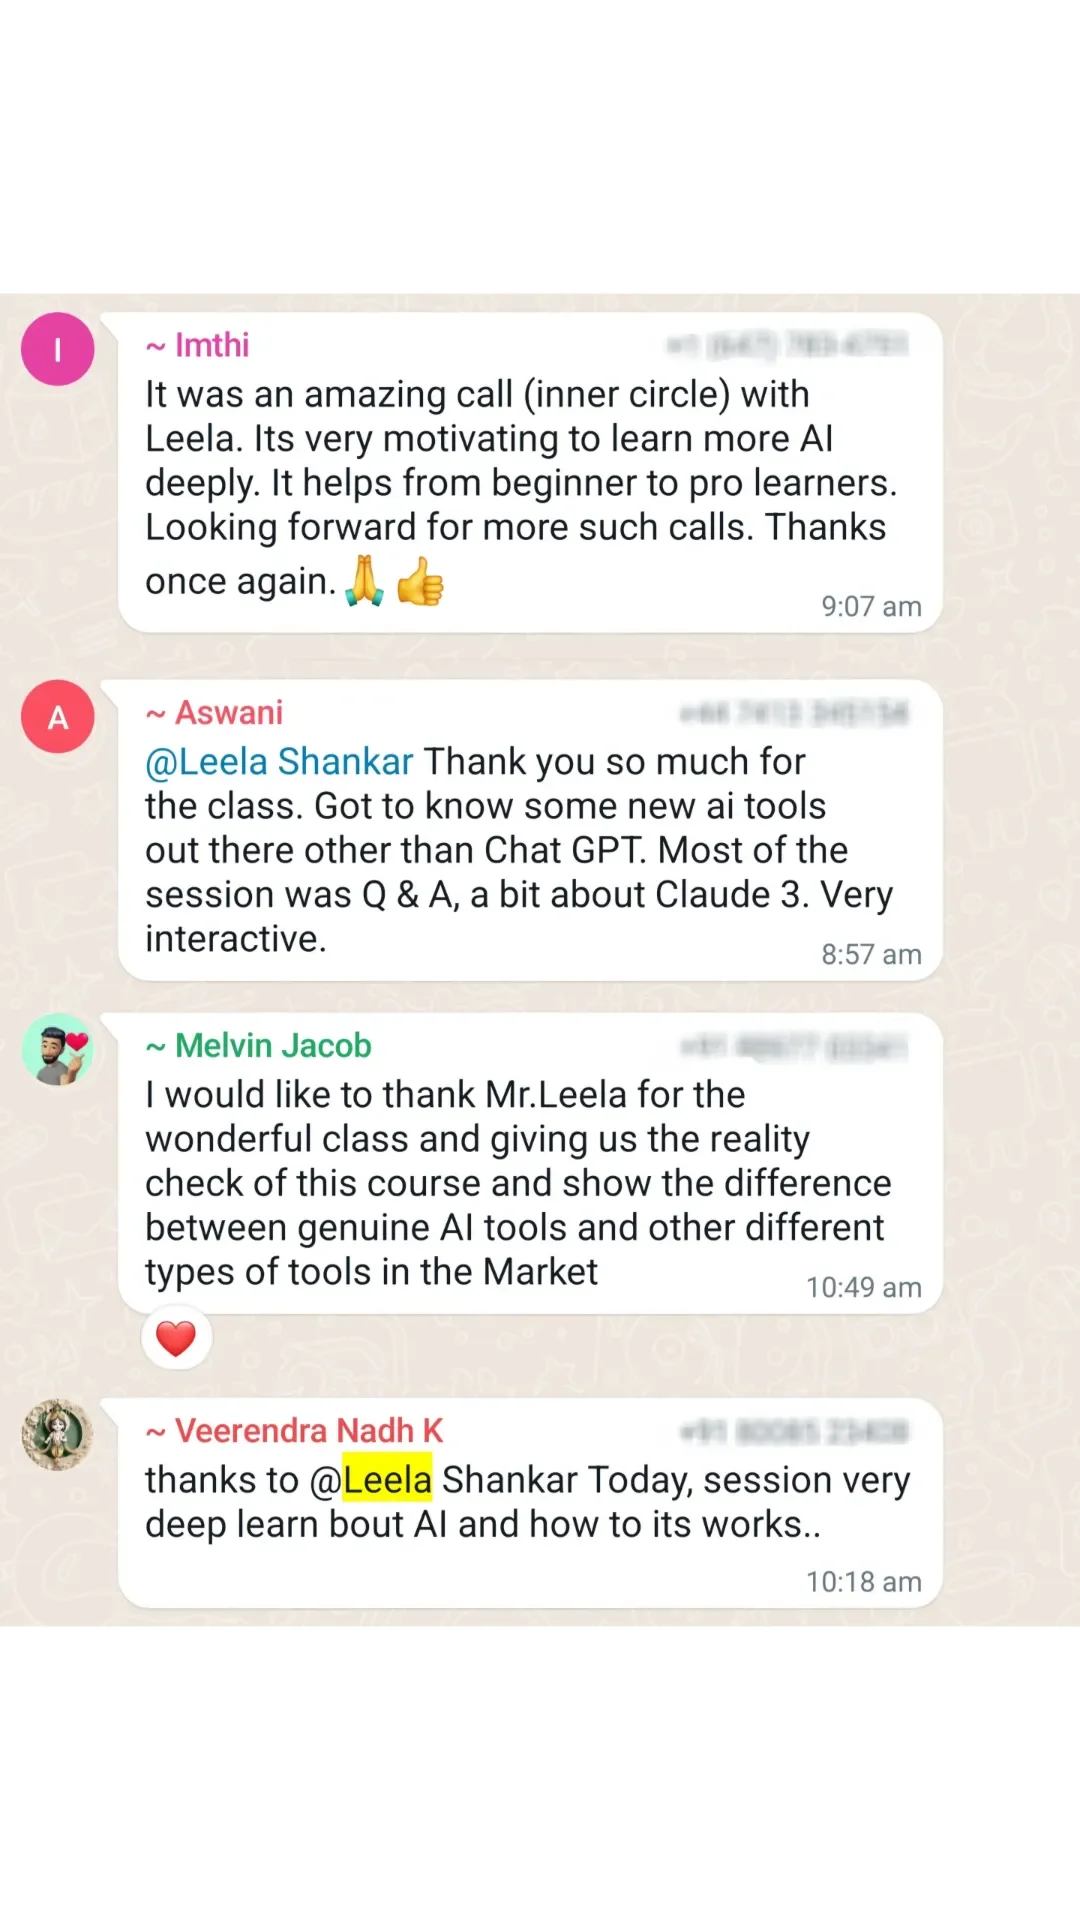 I
~ Imthi
It was an amazing call (inner circle) with
Leela. Its very motivating to learn more AI
deeply. It helps from beginner to pro learners.
Looking forward for more such calls. Thanks
once again.🙏👍
9:07 am
A
~ Aswani
@Leela Shankar Thank you so much for
the class. Got to know some new ai tools
out there other than Chat GPT. Most of the
session was Q & A, a bit about Claude 3. Very
interactive.
8:57 am
~ Melvin Jacob
I would like to thank Mr.Leela for the
wonderful class and giving us the reality
check of this course and show the difference
between genuine AI tools and other different
types of tools in the Market
10:49 am
~ Veerendra Nadh K
thanks to @Leela Shankar Today, session very
deep learn bout AI and how to its works..
10:18 am